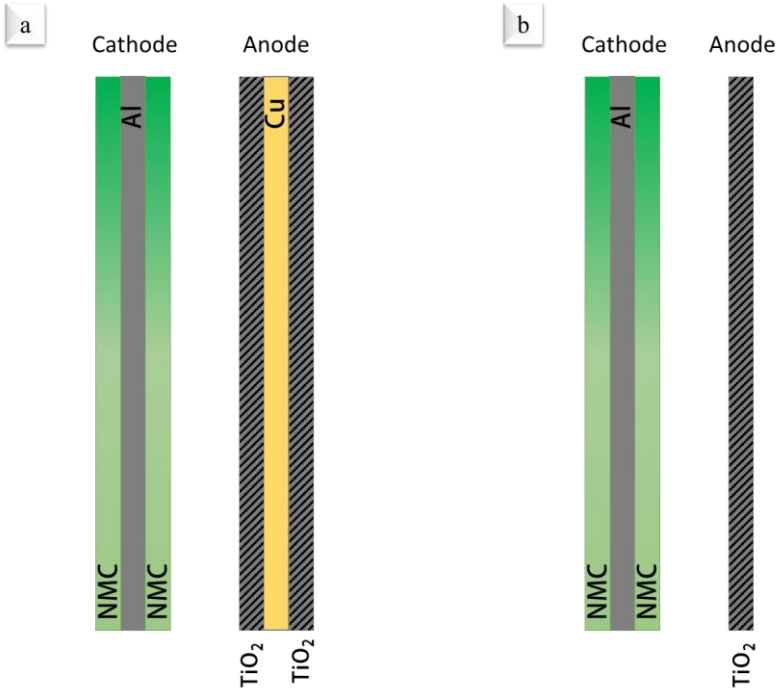 a
Cathode
Anode
Al
Cu
NMC
NMC
TiO₂
TiO₂
b
Cathode
Anode
Al
NMC
NMC
TiO₂